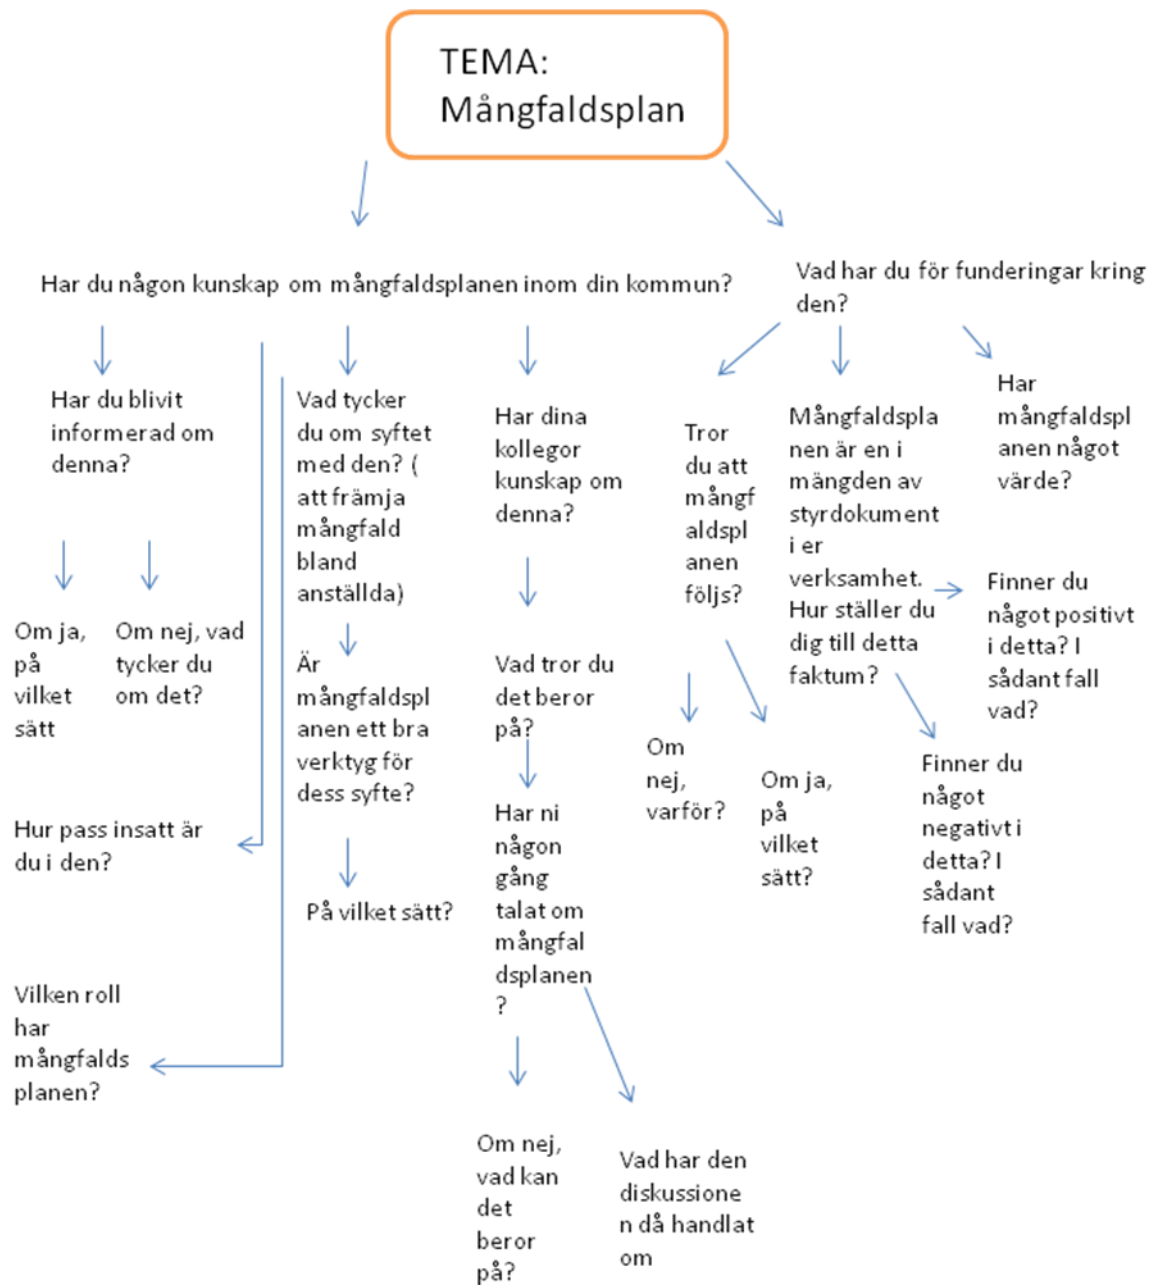 TEMA:
Mångfaldsplan
Har du någon kunskap om mångfaldsplanen inom din kommun?
Vad har du för funderingar kring
den?
Har du blivit
informerad om
denna?
Om ja,
på
vilket
sätt
Om nej, vad
tycker du
om det?
Hur pass insatt är
du i den?
Vilken roll
har
mångfalds
planen?
Vad tycker
du om syftet
med den? (
att främja
mångfald
bland
anställda)
Är
mångfaldspl
anen ett bra
verktyg för
dess syfte?
På vilket sätt?
Har dina
kollegor
kunskap om
denna?
Vad tror du
det beror
på?
Har ni
någon
gång
talat om
mångfal
dsplanen
?
Om nej,
vad kan
det
beror
på?
Vad har den
diskussione
n då handlat
om
Tror
du att
mångf
aldspl
anen
följs?
Om
nej,
varför?
Om ja,
på
vilket
sätt?
Mångfaldspla
nen är en i
mängden av
styrdokument
i er
verksamhet.
Hur ställer du
dig till detta
faktum?
Finner du
något positivt
i detta? I
sådant fall
vad?
Finner du
något
negativt i
detta? I
sådant
fall vad?
Har
mångfaldspl
anen något
värde?